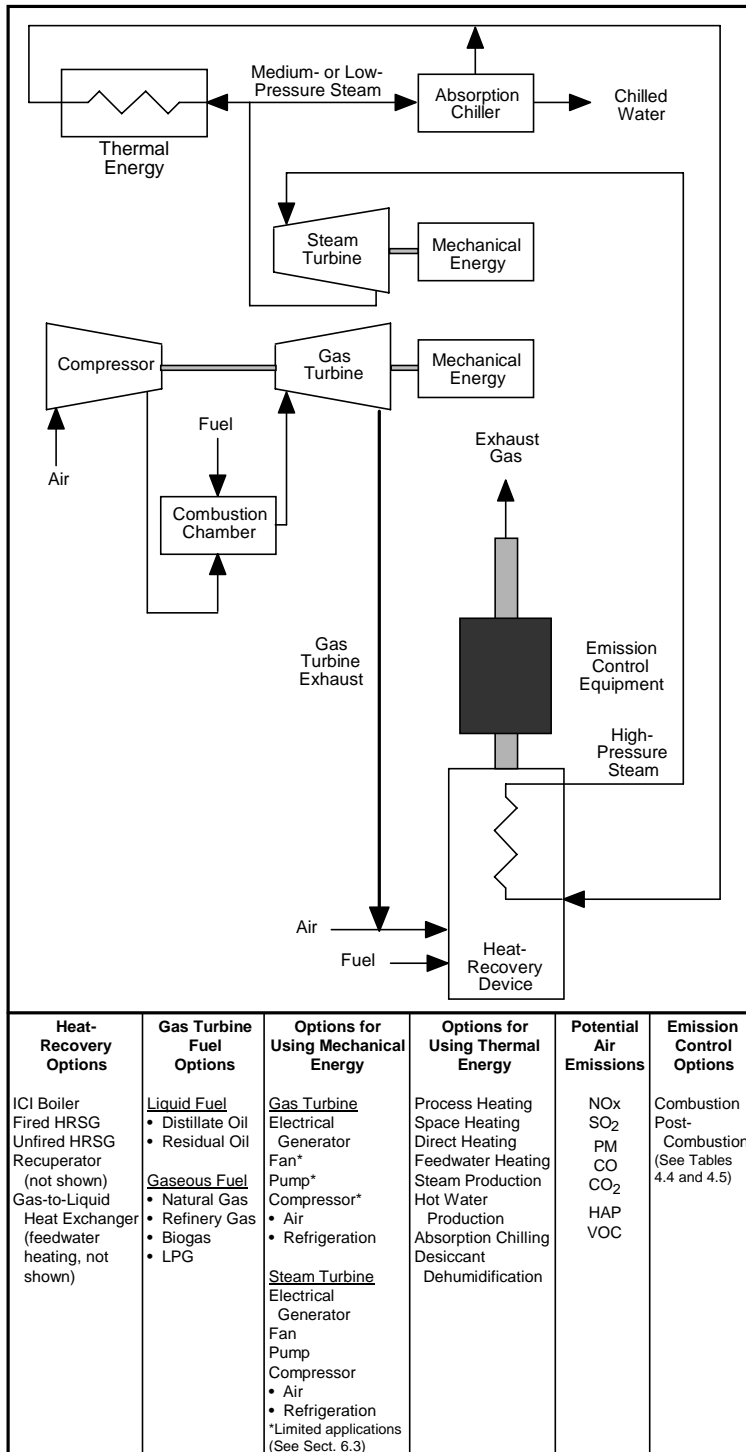 Medium- or Low-
Pressure Steam
Absorption
Chiller
Chilled
Water
Thermal
Energy
Steam
Turbine
Mechanical
Energy
Compressor
Gas
Turbine
Mechanical
Energy
Fuel
Air
Combustion
Chamber
Exhaust
Gas
Gas
Turbine
Exhaust
Emission
Control
Equipment
High-
Pressure
Steam
Air
Fuel
Heat-
Recovery
Device
Heat-
Recovery
Options
ICI Boiler
Fired HRSG
Unfired HRSG
Recuperator
(not shown)
Gas-to-Liquid
Heat Exchanger
(feedwater
heating, not
shown)
Gas Turbine
Fuel
Options
Liquid Fuel
• Distillate Oil
• Residual Oil
Gaseous Fuel
• Natural Gas
• Refinery Gas
• Biogas
• LPG
Options for
Using Mechanical
Energy
Gas Turbine
Electrical
Generator
Fan*
Pump*
Compressor*
• Air
• Refrigeration
Steam Turbine
Electrical
Generator
Fan
Pump
Compressor
• Air
• Refrigeration
*Limited applications
(See Sect. 6.3)
Options for
Using Thermal
Energy
Process Heating
Space Heating
Direct Heating
Feedwater Heating
Steam Production
Hot Water
Production
Absorption Chilling
Desiccant
Dehumidification
Potential
Air
Emissions
NOx
SO2
PM
CO
CO2
HAP
VOC
Emission
Control
Options
Combustion
Post-
Combustion
(See Tables
4.4 and 4.5)